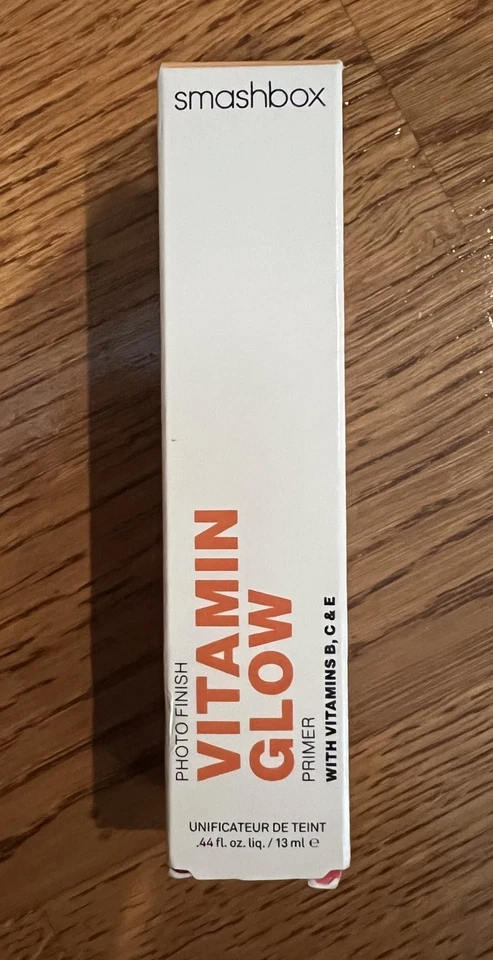 smashbox
PHOTO FINISH
VITAMIN
GLOW
PRIMER
WITH VITAMINS B, C & E
UNIFICATEUR DE TEINT
.44 fl. oz. liq. / 13 ml ℮